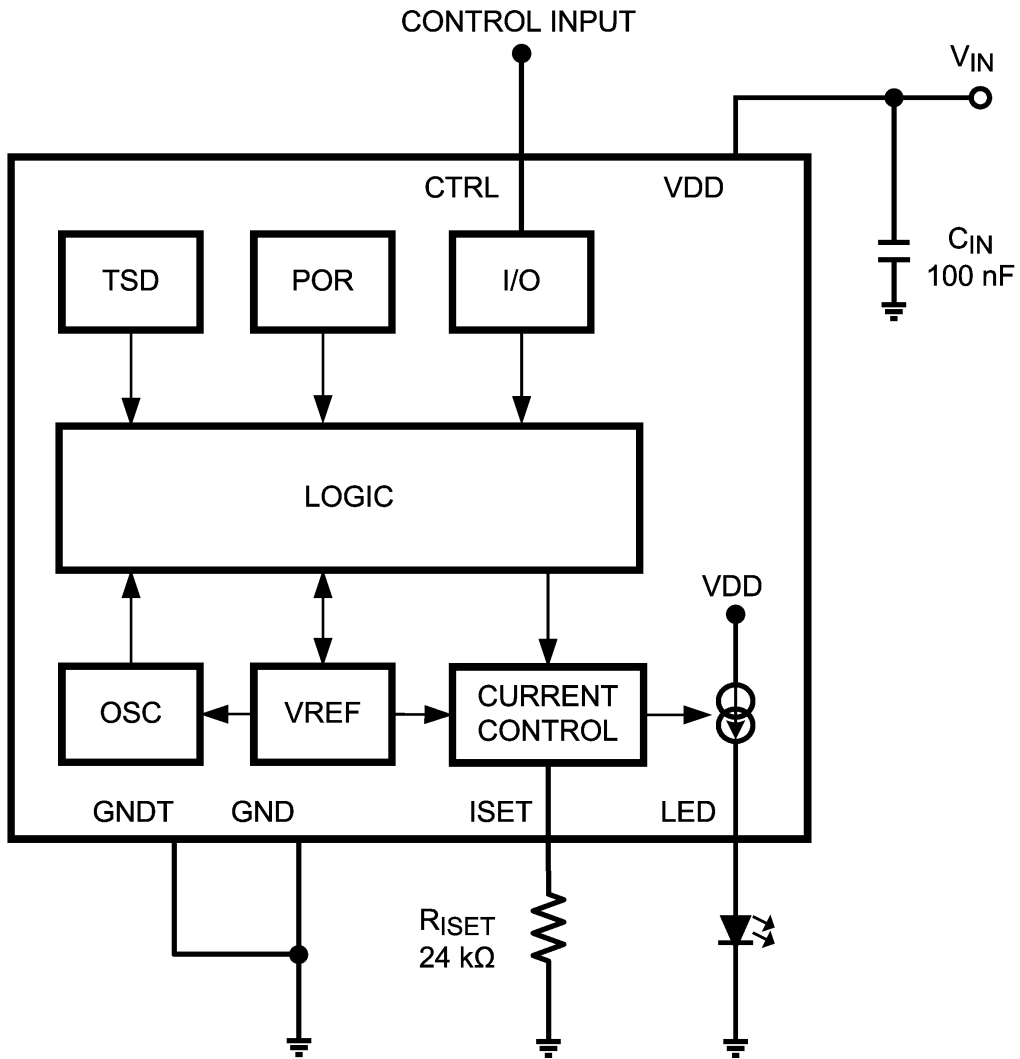 CONTROL INPUT
VIN
CTRL
VDD
TSD
POR
I/O
CIN
100 nF
LOGIC
VDD
OSC
VREF
CURRENT
CONTROL
GNDT
GND
ISET
LED
RISET
24 kΩ